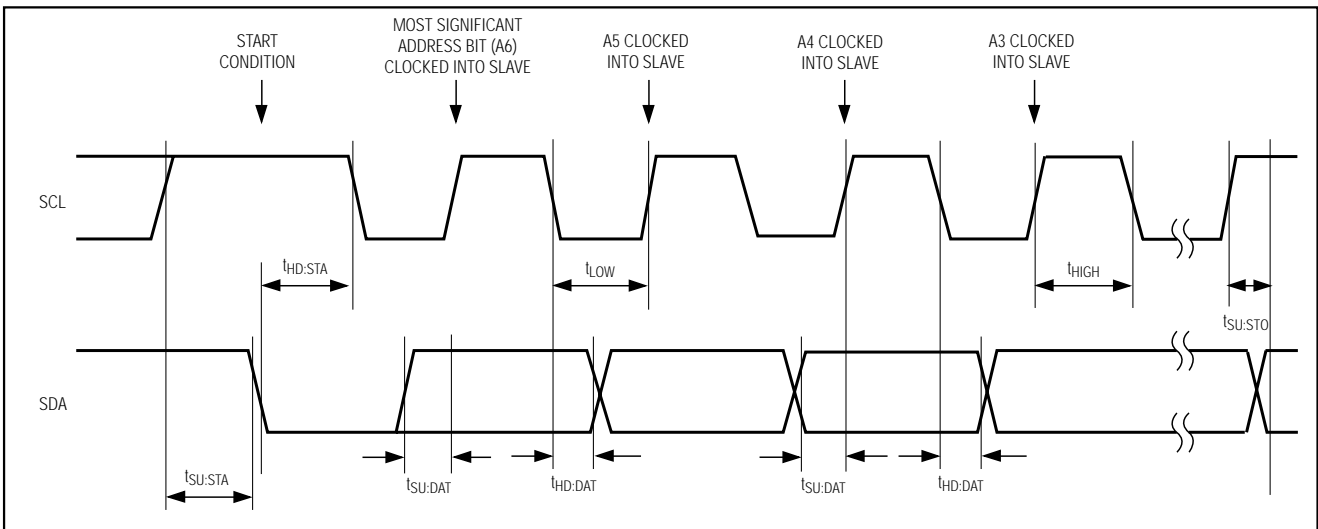 START
CONDITION
MOST SIGNIFICANT
ADDRESS BIT (A6)
CLOCKED INTO SLAVE
A5 CLOCKED
INTO SLAVE
A4 CLOCKED
INTO SLAVE
A3 CLOCKED
INTO SLAVE
SCL
tHD:STA
tLOW
tHIGH
tSU:STO
SDA
tSU:STA
tSU:DAT
tHD:DAT
tSU:DAT
tHD:DAT